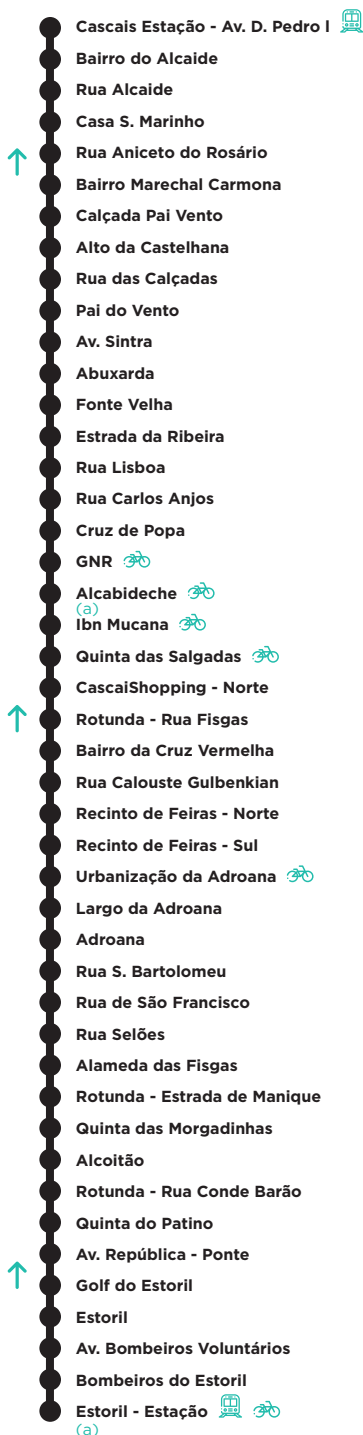 Cascais Estação - Av. D. Pedro I
Bairro do Alcaide
Rua Alcaide
Casa S. Marinho
Rua Aniceto do Rosário
Bairro Marechal Carmona
Calçada Pai Vento
Alto da Castelhana
Rua das Calçadas
Pai do Vento
Av. Sintra
Abuxarda
Fonte Velha
Estrada da Ribeira
Rua Lisboa
Rua Carlos Anjos
Cruz de Popa
GNR
Alcabideche
(a)
Ibn Mucana
Quinta das Salgadas
CascaiShopping - Norte
Rotunda - Rua Fisgas
Bairro da Cruz Vermelha
Rua Calouste Gulbenkian
Recinto de Feiras - Norte
Recinto de Feiras - Sul
Urbanização da Adroana
Largo da Adroana
Adroana
Rua S. Bartolomeu
Rua de São Francisco
Rua Selões
Alameda das Fisgas
Rotunda - Estrada de Manique
Quinta das Morgadinhas
Alcoitão
Rotunda - Rua Conde Barão
Quinta do Patino
Av. República - Ponte
Golf do Estoril
Estoril
Av. Bombeiros Voluntários
Bombeiros do Estoril
Estoril - Estação
(a)